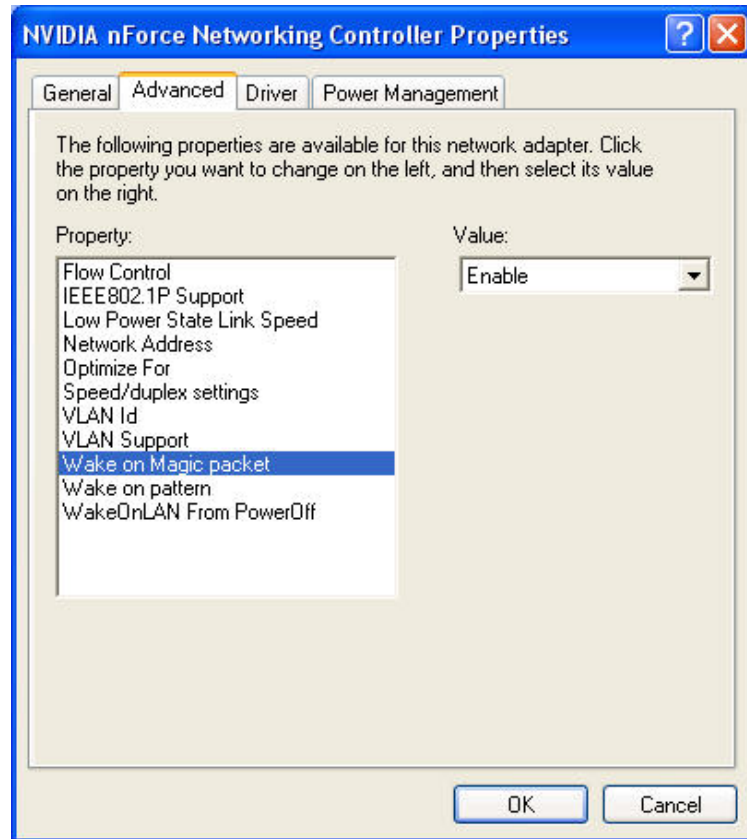 NVIDIA nForce Networking Controller Properties
General Advanced Driver Power Management
The following properties are available for this network adapter. Click
the property you want to change on the left, and then select its value
on the right.
Property:
Value:
Flow Control
IEEE802.1P Support
Low Power State Link Speed
Network Address
Optimize For
Speed/duplex settings
VLAN Id
VLAN Support
Wake on Magic packet
Wake on pattern
WakeOnLAN From PowerOff
Enable
OK Cancel